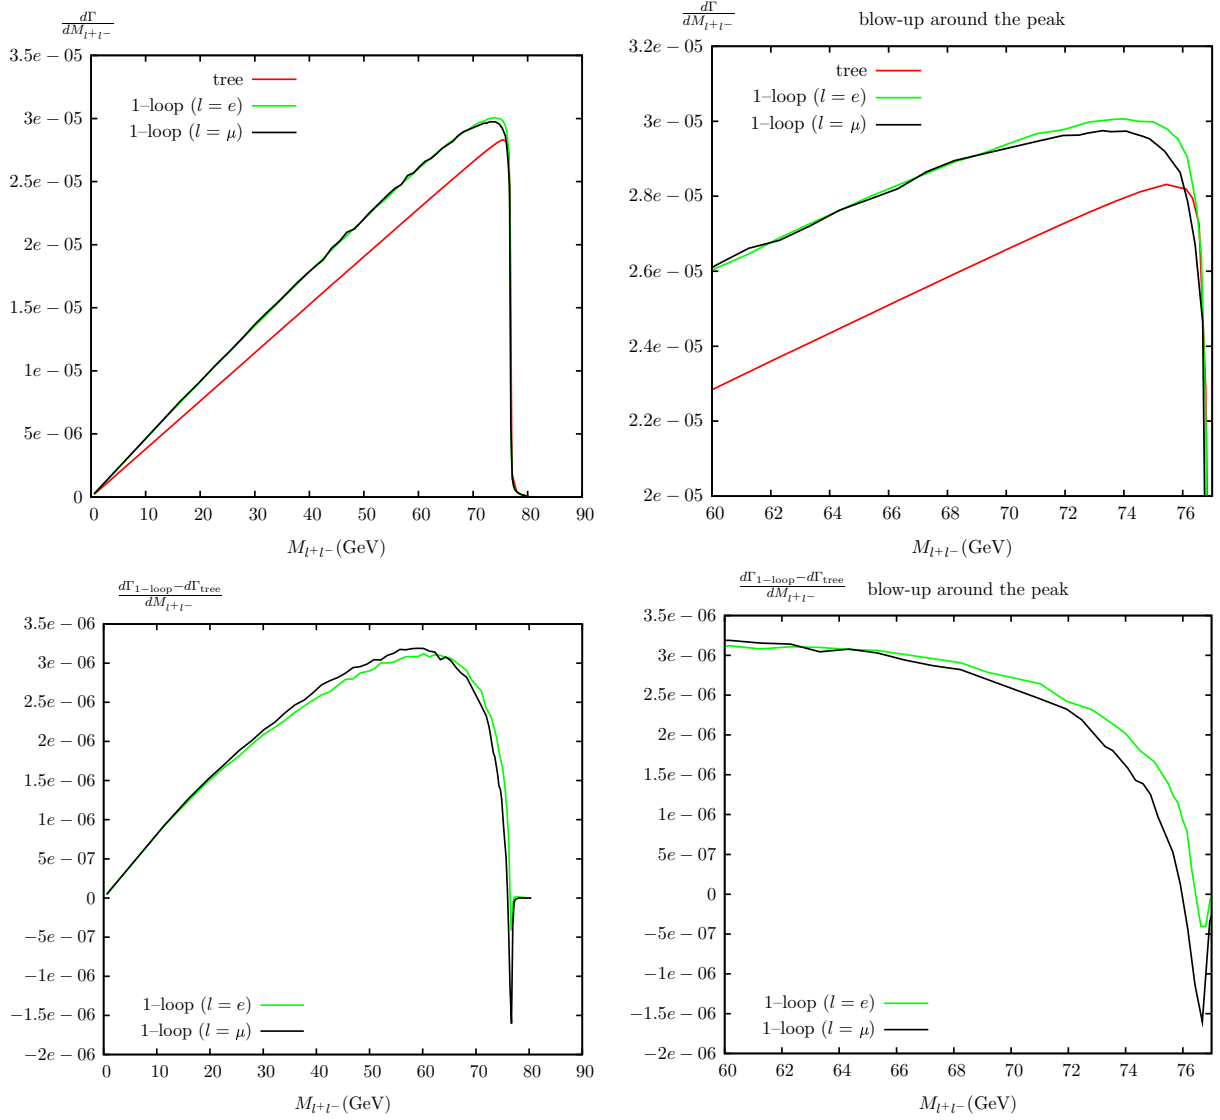 dΓ
dM_{l+l−}
3.5e − 05
3e − 05
2.5e − 05
2e − 05
1.5e − 05
1e − 05
5e − 06
0
tree
1–loop (l = e)
1–loop (l = μ)
0 10 20 30 40 50 60 70 80 90
M_{l+l−}(GeV)
dΓ
dM_{l+l−}
blow-up around the peak
3.2e − 05
3e − 05
2.8e − 05
2.6e − 05
2.4e − 05
2.2e − 05
2e − 05
tree
1–loop (l = e)
1–loop (l = μ)
60 62 64 66 68 70 72 74 76
M_{l+l−}(GeV)
dΓ_{1−loop}−dΓ_{tree}
dM_{l+l−}
3.5e − 06
3e − 06
2.5e − 06
2e − 06
1.5e − 06
1e − 06
5e − 07
0
−5e − 07
−1e − 06
−1.5e − 06
−2e − 06
1–loop (l = e)
1–loop (l = μ)
0 10 20 30 40 50 60 70 80 90
M_{l+l−}(GeV)
dΓ_{1−loop}−dΓ_{tree}
dM_{l+l−}
blow-up around the peak
3.5e − 06
3e − 06
2.5e − 06
2e − 06
1.5e − 06
1e − 06
5e − 07
0
−5e − 07
−1e − 06
−1.5e − 06
−2e − 06
1–loop (l = e)
1–loop (l = μ)
60 62 64 66 68 70 72 74 76
M_{l+l−}(GeV)